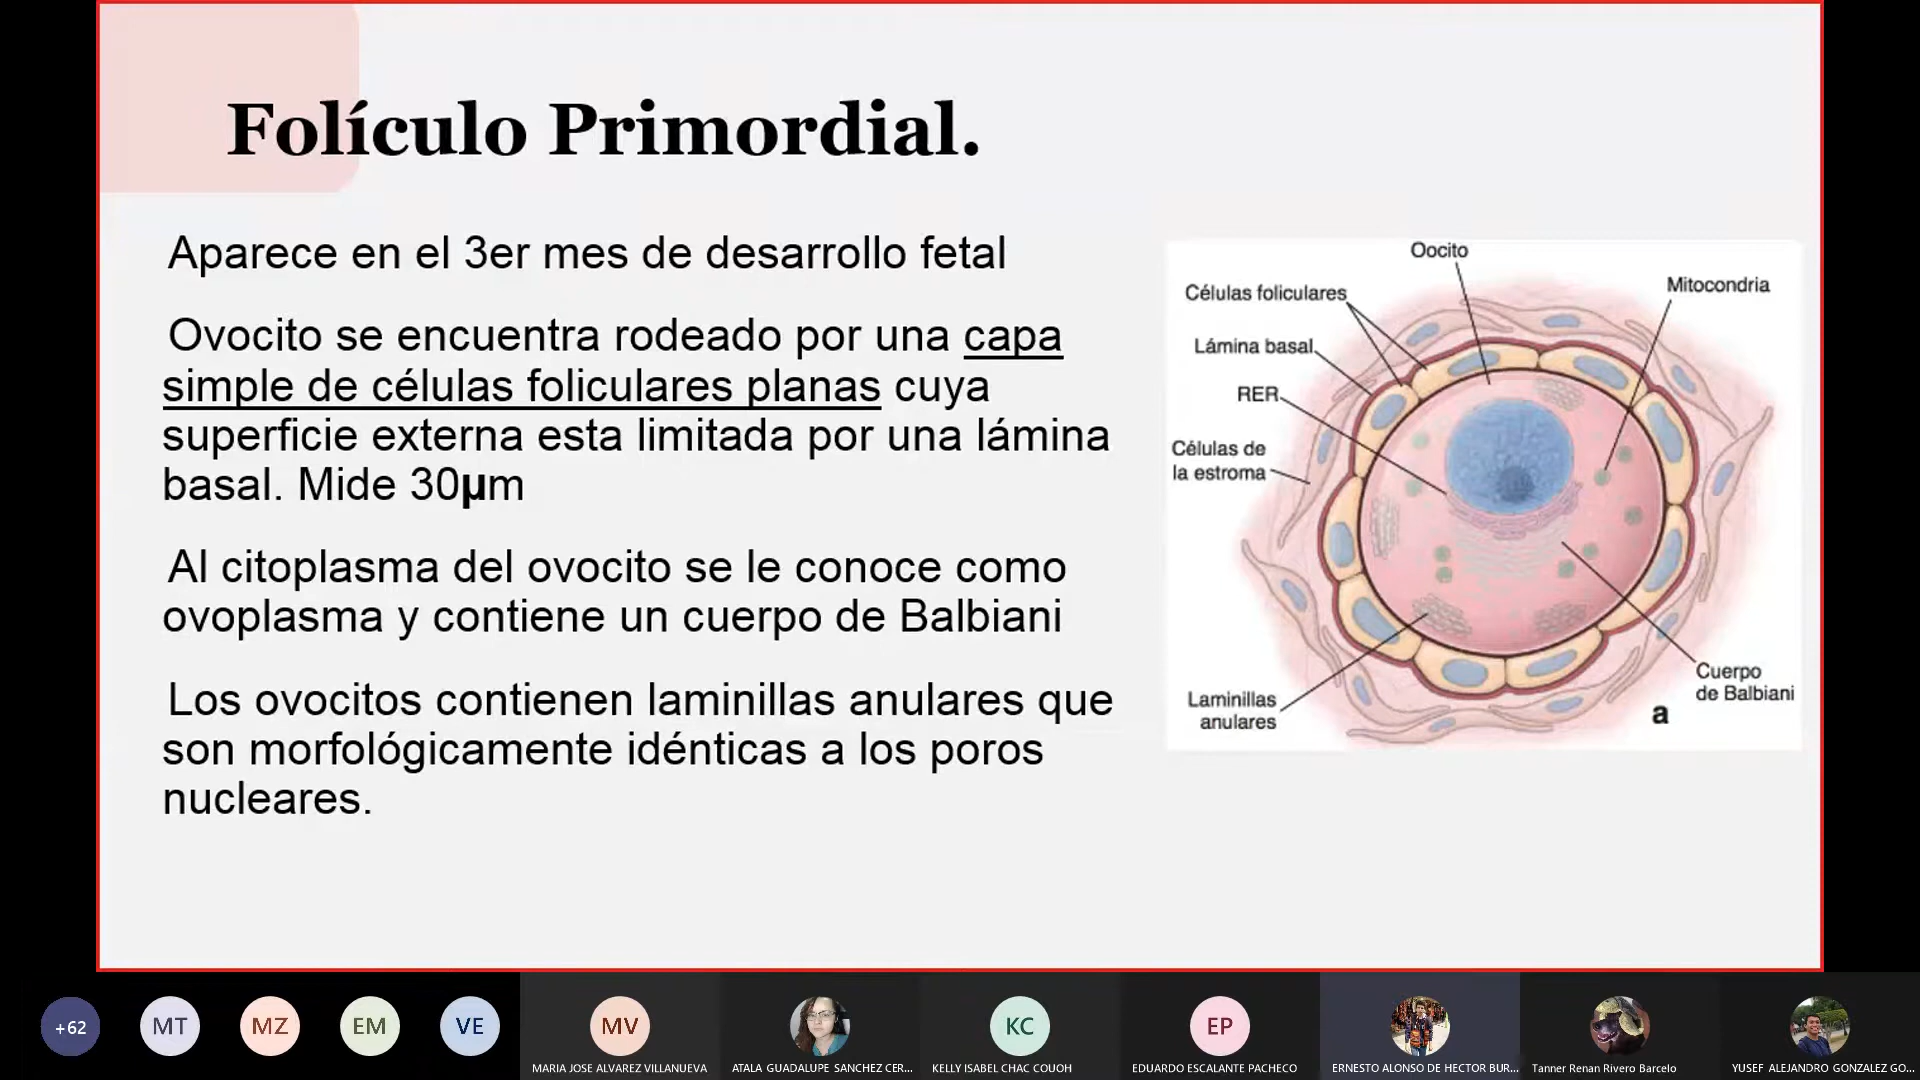 Folículo Primordial.
Aparece en el 3er mes de desarrollo fetal
Ovocito se encuentra rodeado por una capa
simple de células foliculares planas cuya
superficie externa esta limitada por una lámina
basal. Mide 30µm
Al citoplasma del ovocito se le conoce como
ovoplasma y contiene un cuerpo de Balbiani
Los ovocitos contienen laminillas anulares que
son morfológicamente idénticas a los poros
nucleares.
Oocito
Células foliculares
Mitocondria
Lámina basal
RER
Células de
la estroma
Laminillas
anulares
Cuerpo
de Balbiani
a
+62
MT
MZ
EM
VE
MV
KC
EP
MARIA JOSE ALVAREZ VILLANUEVA
ATALA GUADALUPE SANCHEZ CER...
KELLY ISABEL CHAC COUOH
EDUARDO ESCALANTE PACHECO
ERNESTO ALONSO DE HECTOR BUR...
Tanner Renan Rivero Barcelo
YUSEF ALEJANDRO GONZALEZ GO...